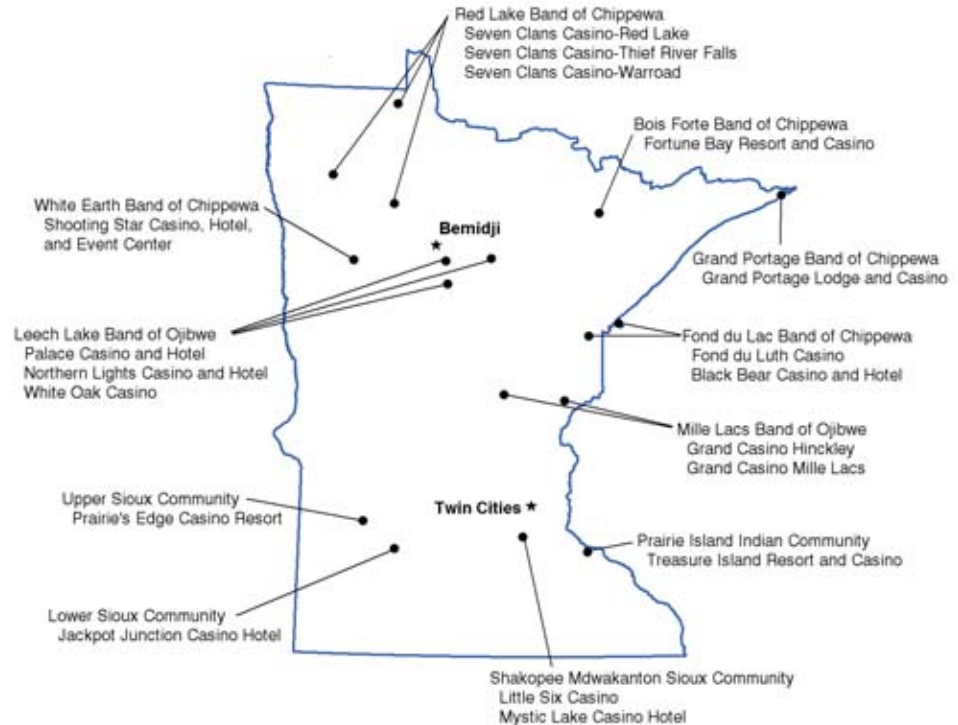 Red Lake Band of Chippewa
Seven Clans Casino-Red Lake
Seven Clans Casino-Thief River Falls
Seven Clans Casino-Warroad
Bois Forte Band of Chippewa
Fortune Bay Resort and Casino
White Earth Band of Chippewa
Shooting Star Casino, Hotel,
and Event Center
Bemidji
Grand Portage Band of Chippewa
Grand Portage Lodge and Casino
Leech Lake Band of Ojibwe
Palace Casino and Hotel
Northern Lights Casino and Hotel
White Oak Casino
Fond du Lac Band of Chippewa
Fond du Luth Casino
Black Bear Casino and Hotel
Mille Lacs Band of Ojibwe
Grand Casino Hinckley
Grand Casino Mille Lacs
Upper Sioux Community
Prairie's Edge Casino Resort
Twin Cities
Prairie Island Indian Community
Treasure Island Resort and Casino
Lower Sioux Community
Jackpot Junction Casino Hotel
Shakopee Mdwakanton Sioux Community
Little Six Casino
Mystic Lake Casino Hotel